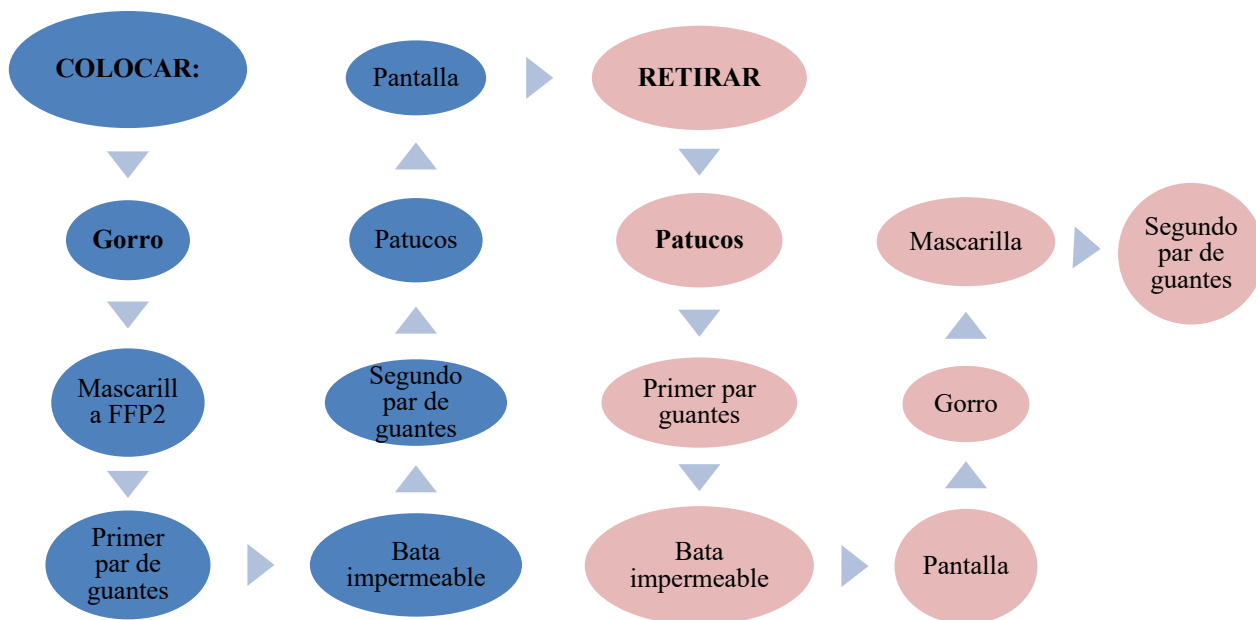 COLOCAR:
Gorro
Mascarill
a FFP2
Primer
par de
guantes
Bata
impermeable
Segundo
par de
guantes
Patucos
Pantalla
RETIRAR
Patucos
Primer par
guantes
Bata
impermeable
Pantalla
Gorro
Mascarilla
Segundo
par de
guantes